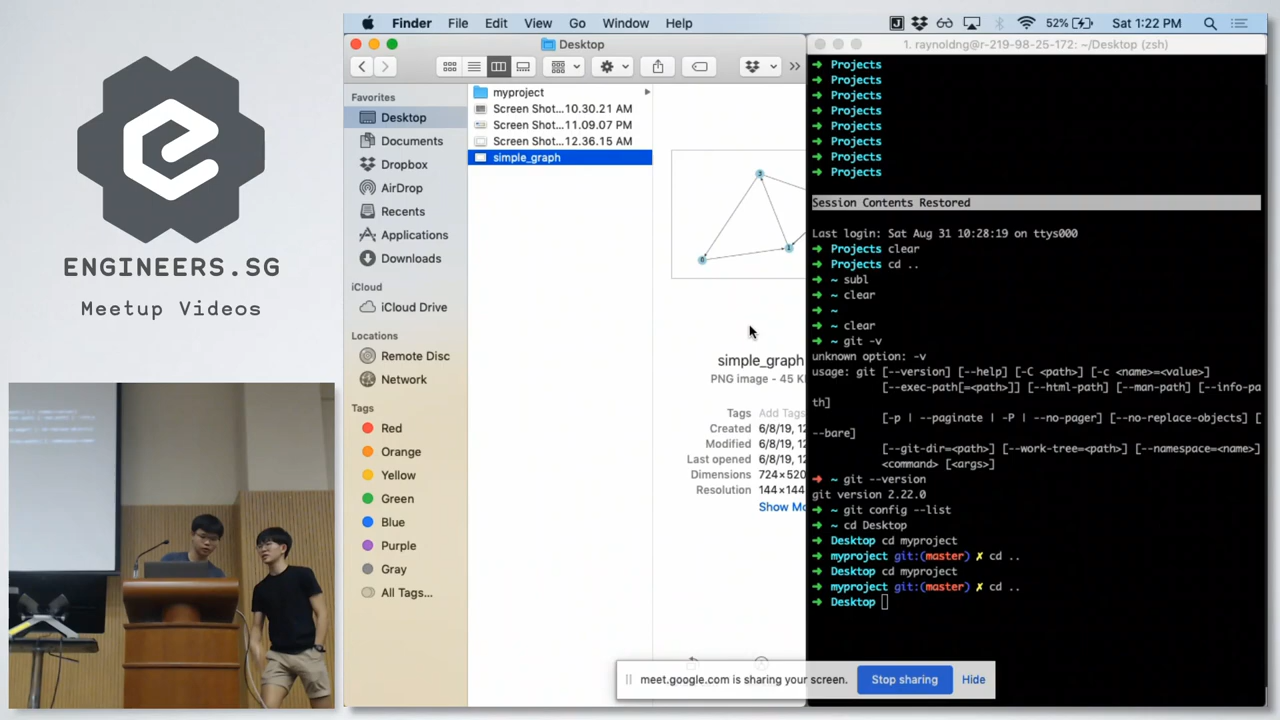 ENGINEERS.SG
Meetup Videos
Finder File Edit View Go Window Help
52% Sat 1:22 PM
Desktop
Favorites
Desktop
Documents
Dropbox
AirDrop
Recents
Applications
Downloads
iCloud
iCloud Drive
Locations
Remote Disc
Network
Tags
Red
Orange
Yellow
Green
Blue
Purple
Gray
All Tags...
myproject
Screen Shot...10.30.21 AM
Screen Shot...11.09.07 PM
Screen Shot...12.36.15 AM
simple_graph
simple_graph
PNG image - 45 K
Tags Add Tags
Created 6/8/19, 12
Modified 6/8/19, 12
Last opened 6/8/19, 12
Dimensions 724×520
Resolution 144×144
Show Mo
1. raynoldng@r-219-98-25-172: ~/Desktop (zsh)
➜ Projects
➜ Projects
➜ Projects
➜ Projects
➜ Projects
➜ Projects
➜ Projects
➜ Projects
Session Contents Restored
Last login: Sat Aug 31 10:28:19 on ttys000
➜ Projects clear
➜ Projects cd ..
➜ ~ subl
➜ ~ clear
➜ ~
➜ ~ clear
➜ ~ git -v
unknown option: -v
usage: git [--version] [--help] [-C <path>] [-c <name>=<value>]
[--exec-path[=<path>]] [--html-path] [--man-path] [--info-pa
th]
[-p | --paginate | -P | --no-pager] [--no-replace-objects] [
--bare]
[--git-dir=<path>] [--work-tree=<path>] [--namespace=<name>]
<command> [<args>]
➜ ~ git --version
git version 2.22.0
➜ ~ git config --list
➜ ~ cd Desktop
➜ Desktop cd myproject
➜ myproject git:(master) ✗ cd ..
➜ Desktop cd myproject
➜ myproject git:(master) ✗ cd ..
➜ Desktop
meet.google.com is sharing your screen. Stop sharing Hide